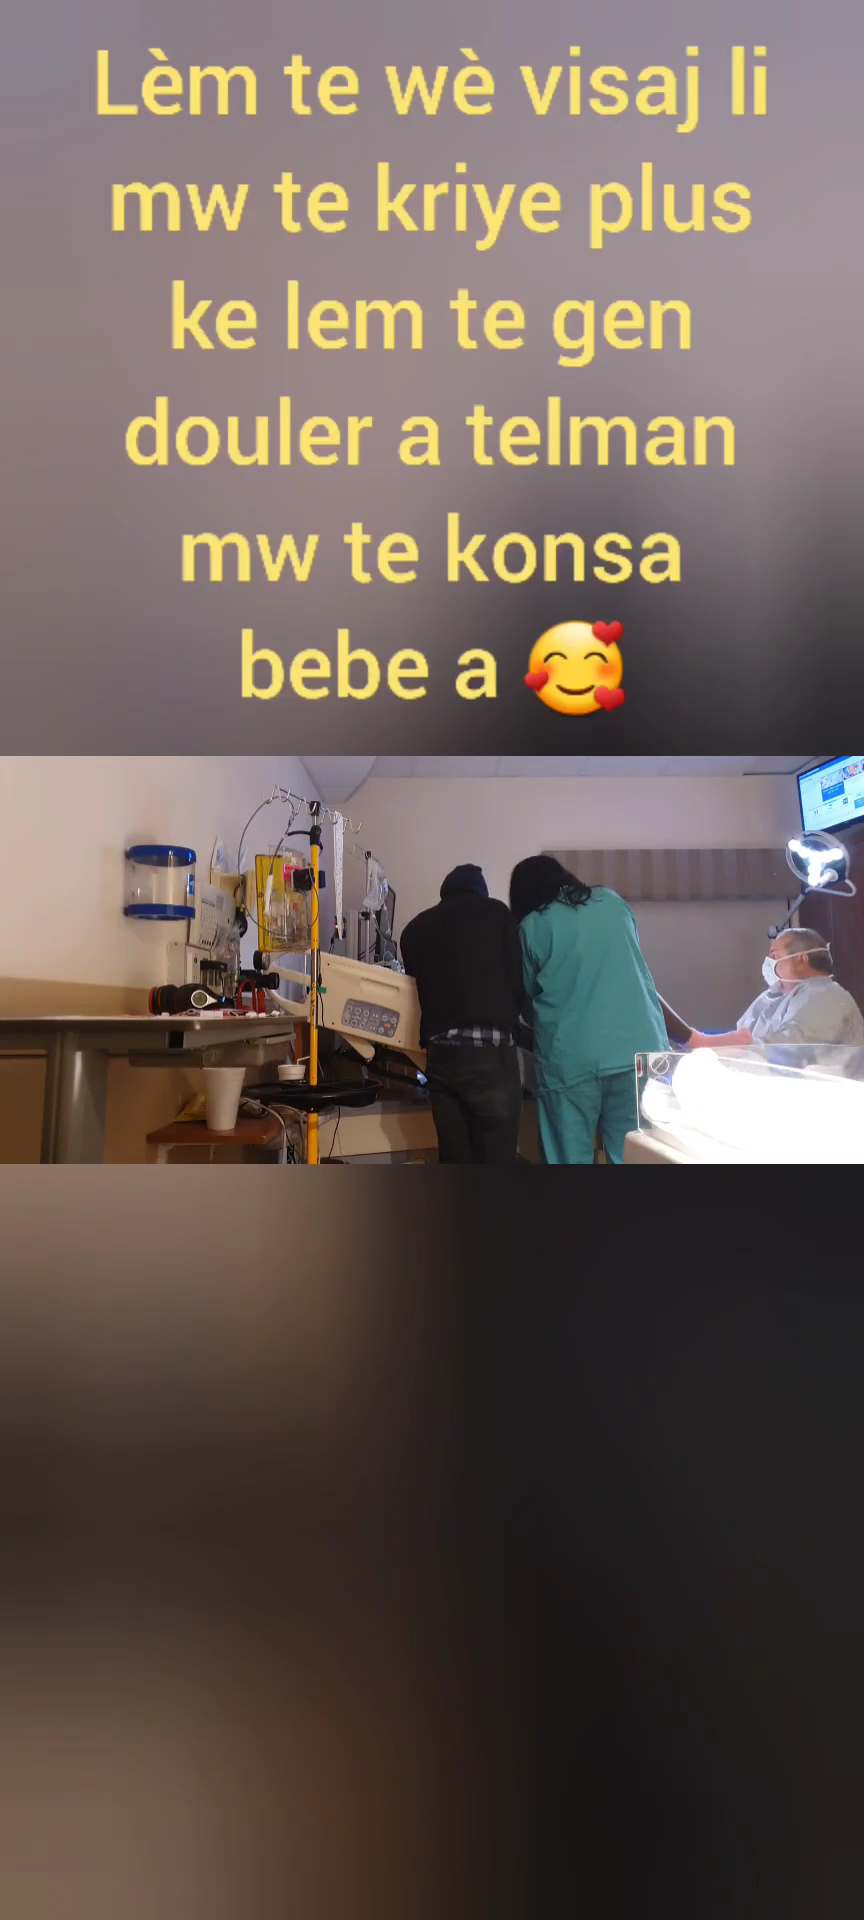 Lèm te wè visaj li
mw te kriye plus
ke lem te gen
douler a telman
mw te konsa
bebe a 🥰